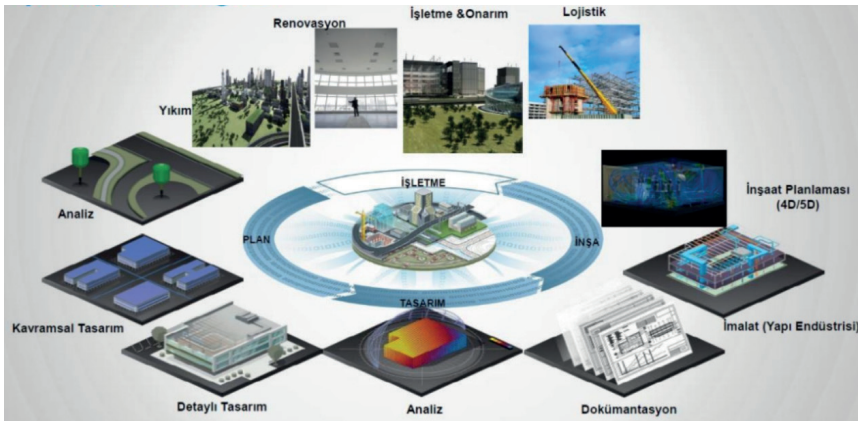 Renovasyon
İşletme &Onarım
Lojistik
Yıkım
İŞLETME
İnşaat Planlaması
(4D/5D)
Analiz
PLAN
İNŞA
TASARIM
Kavramsal Tasarım
İmalat (Yapı Endüstrisi)
Detaylı Tasarım
Analiz
Dokümantasyon